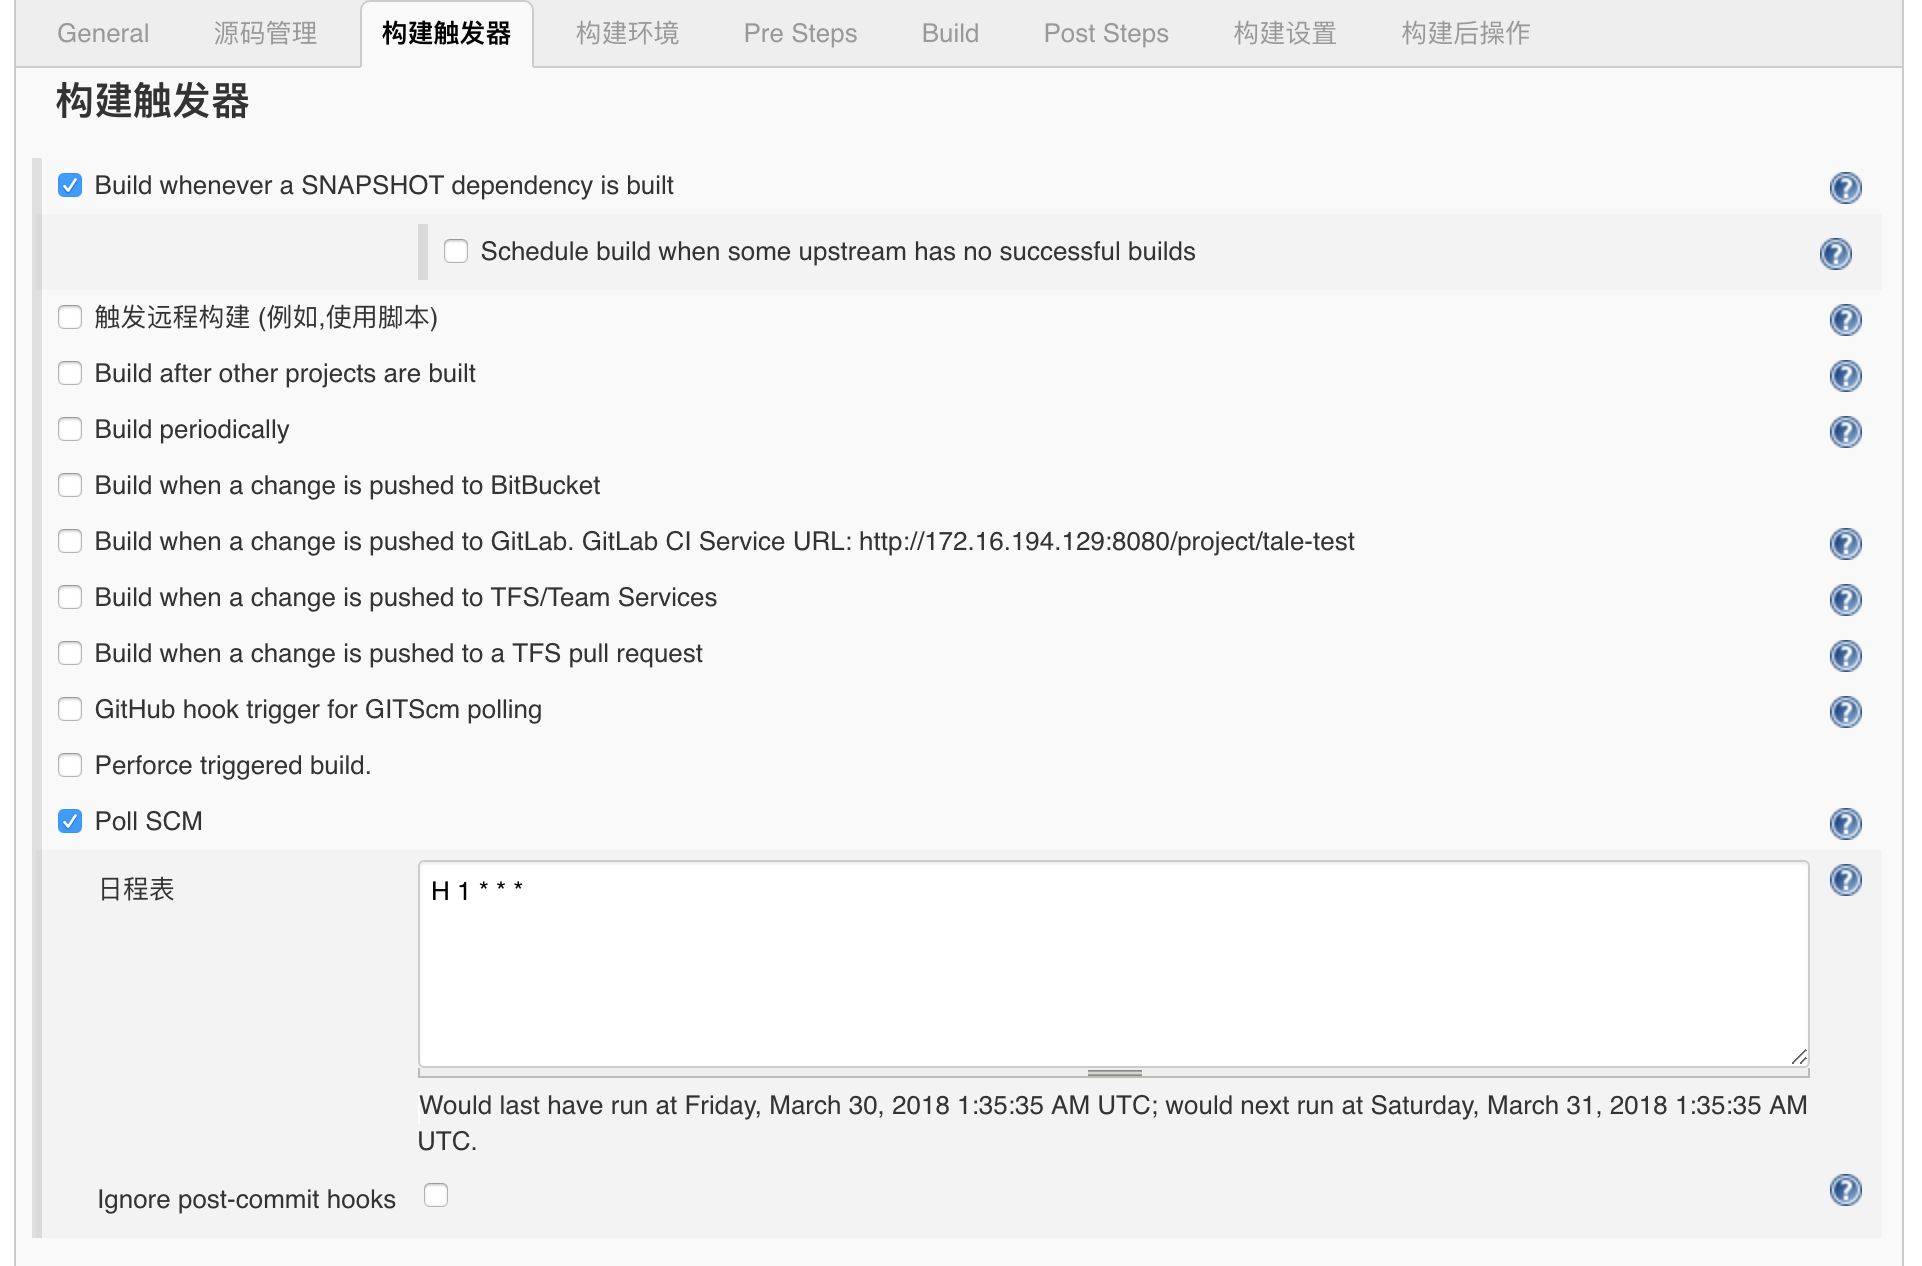 General 源码管理 构建触发器 构建环境 Pre Steps Build Post Steps 构建设置 构建后操作
构建触发器
Build whenever a SNAPSHOT dependency is built
Schedule build when some upstream has no successful builds
触发远程构建 (例如,使用脚本)
Build after other projects are built
Build periodically
Build when a change is pushed to BitBucket
Build when a change is pushed to GitLab. GitLab CI Service URL: http://172.16.194.129:8080/project/tale-test
Build when a change is pushed to TFS/Team Services
Build when a change is pushed to a TFS pull request
GitHub hook trigger for GITScm polling
Perforce triggered build.
Poll SCM
日程表
H 1 * * *
Would last have run at Friday, March 30, 2018 1:35:35 AM UTC; would next run at Saturday, March 31, 2018 1:35:35 AM
UTC.
Ignore post-commit hooks